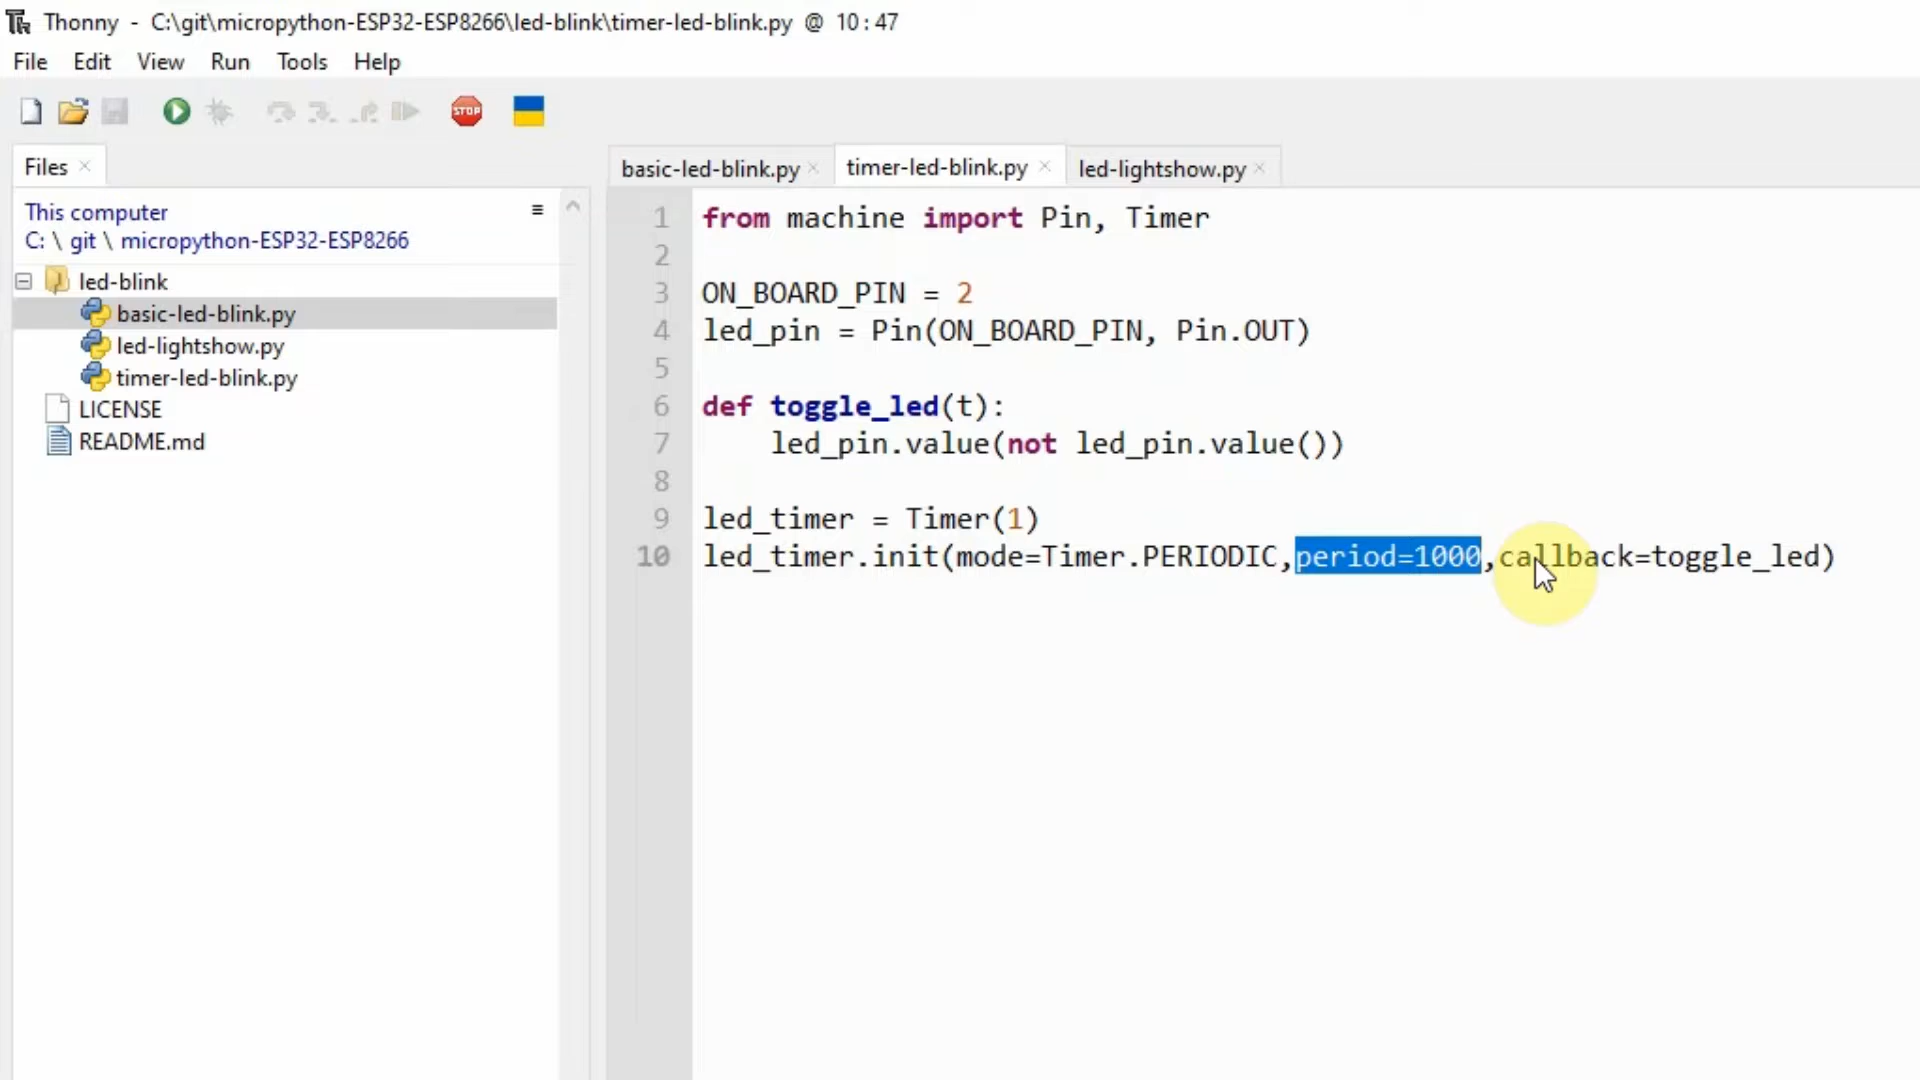 Thonny - C:\git\micropython-ESP32-ESP8266\led-blink\timer-led-blink.py @ 10:47
File Edit View Run Tools Help
STOP
Files
This computer
C: \ git \ micropython-ESP32-ESP8266
led-blink
basic-led-blink.py
led-lightshow.py
timer-led-blink.py
LICENSE
README.md
basic-led-blink.py timer-led-blink.py led-lightshow.py
1 from machine import Pin, Timer
2
3 ON_BOARD_PIN = 2
4 led_pin = Pin(ON_BOARD_PIN, Pin.OUT)
5
6 def toggle_led(t):
7     led_pin.value(not led_pin.value())
8
9 led_timer = Timer(1)
10 led_timer.init(mode=Timer.PERIODIC,period=1000,callback=toggle_led)